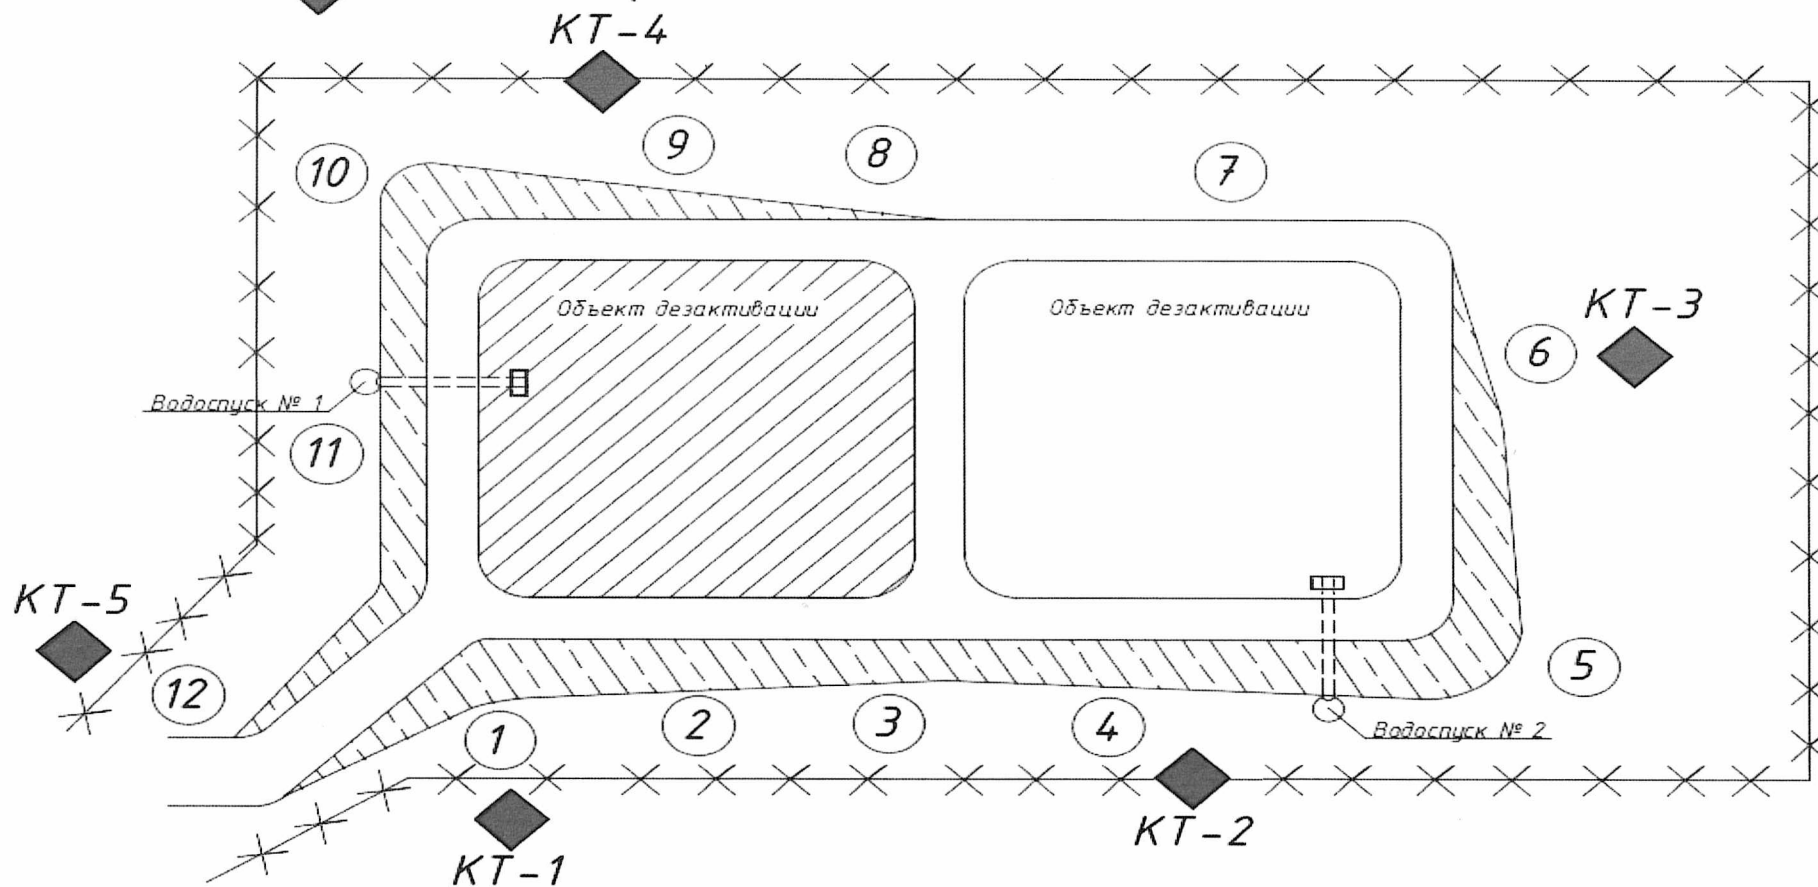 КТ-4
9
8
7
10
Объект дезактивации
Объект дезактивации
КТ-3
6
Водоспуск № 1
11
КТ-5
12
5
1
2
3
4
Водоспуск № 2
КТ-2
КТ-1